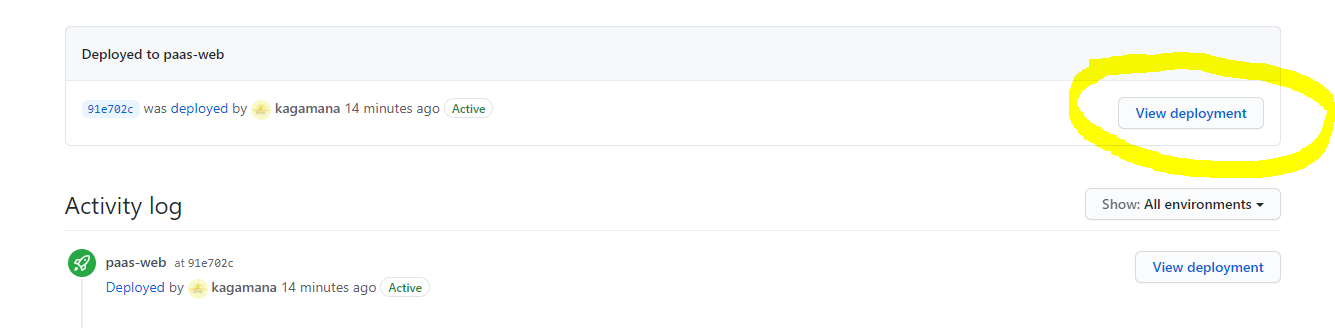 Deployed to paas-web
91e702c was deployed by kagamana 14 minutes ago Active
View deployment
Activity log
Show: All environments
paas-web at 91e702c
Deployed by kagamana 14 minutes ago Active
View deployment